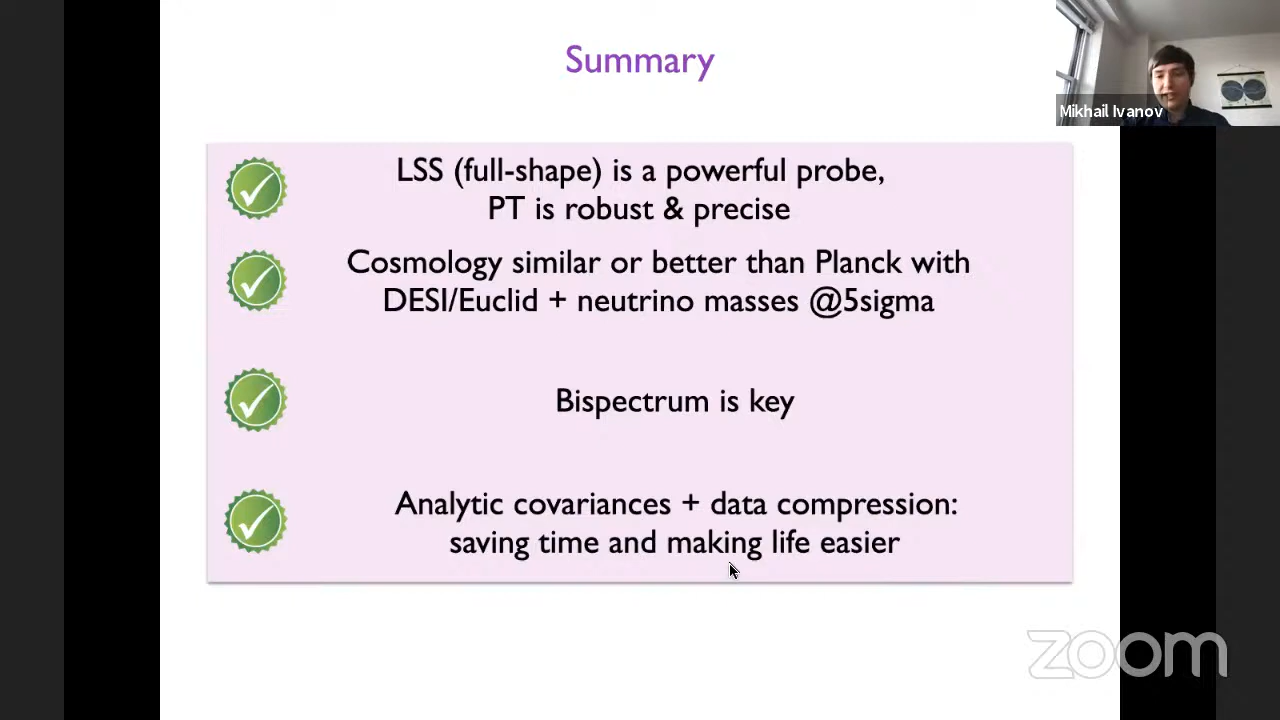 Summary
Mikhail Ivanov
LSS (full-shape) is a powerful probe,
PT is robust & precise
Cosmology similar or better than Planck with
DESI/Euclid + neutrino masses @5sigma
Bispectrum is key
Analytic covariances + data compression:
saving time and making life easier
zoom